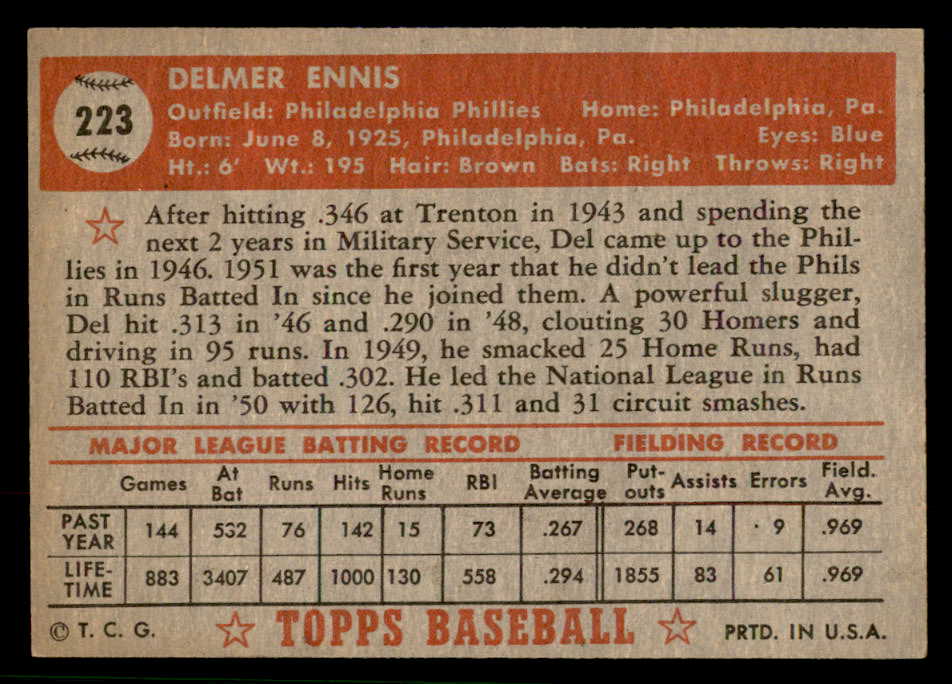 223
DELMER ENNIS
Outfield: Philadelphia Phillies Home: Philadelphia, Pa.
Born: June 8, 1925, Philadelphia, Pa. Eyes: Blue
Ht.: 6' Wt.: 195 Hair: Brown Bats: Right Throws: Right
After hitting .346 at Trenton in 1943 and spending the
next 2 years in Military Service, Del came up to the Phil-
lies in 1946. 1951 was the first year that he didn't lead the Phils
in Runs Batted In since he joined them. A powerful slugger,
Del hit .313 in '46 and .290 in '48, clouting 30 Homers and
driving in 95 runs. In 1949, he smacked 25 Home Runs, had
110 RBI's and batted .302. He led the National League in Runs
Batted In in '50 with 126, hit .311 and 31 circuit smashes.
MAJOR LEAGUE BATTING RECORD FIELDING RECORD
Games At Bat Runs Hits Home Runs RBI Batting Average Put-outs Assists Errors Field. Avg.
PAST YEAR 144 532 76 142 15 73 .267 268 14 9 .969
LIFE-TIME 883 3407 487 1000 130 558 .294 1855 83 61 .969
© T. C. G. TOPPS BASEBALL PRTD. IN U.S.A.